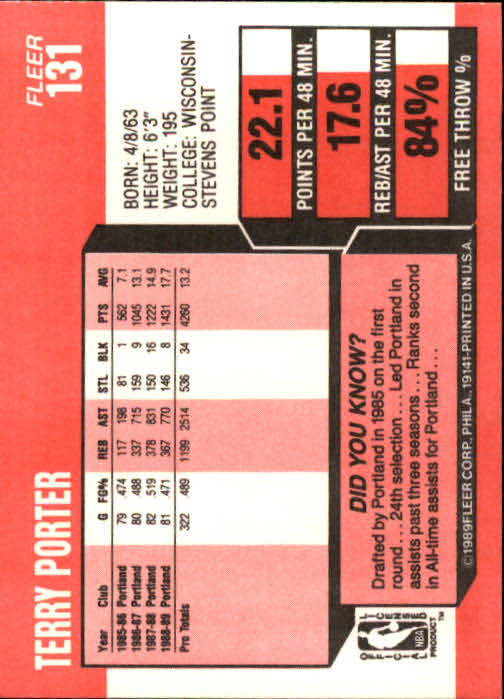 TERRY PORTER
FLEER
131
BORN: 4/8/63
HEIGHT: 6'3"
WEIGHT: 195
COLLEGE: WISCONSIN-
STEVENS POINT
Year Club G FG% REB AST STL BLK PTS AVG
1985-86 Portland 79 .474 117 198 81 1 562 7.1
1986-87 Portland 80 .488 337 715 159 9 1045 13.1
1987-88 Portland 82 .519 378 831 150 16 1222 14.9
1988-89 Portland 81 .471 367 770 146 8 1431 17.7
Pro Totals 322 .489 1199 2514 536 34 4260 13.2
22.1
POINTS PER 48 MIN.
17.6
REB/AST PER 48 MIN.
84%
FREE THROW %
DID YOU KNOW?
Drafted by Portland in 1985 on the first
round... 24th selection... Led Portland in
assists past three seasons... Ranks second
in All-time assists for Portland...
OFFICIAL LICENSED
NBA
PRODUCT™
©1989 FLEER CORP., PHILA., 19141-PRINTED IN U.S.A.